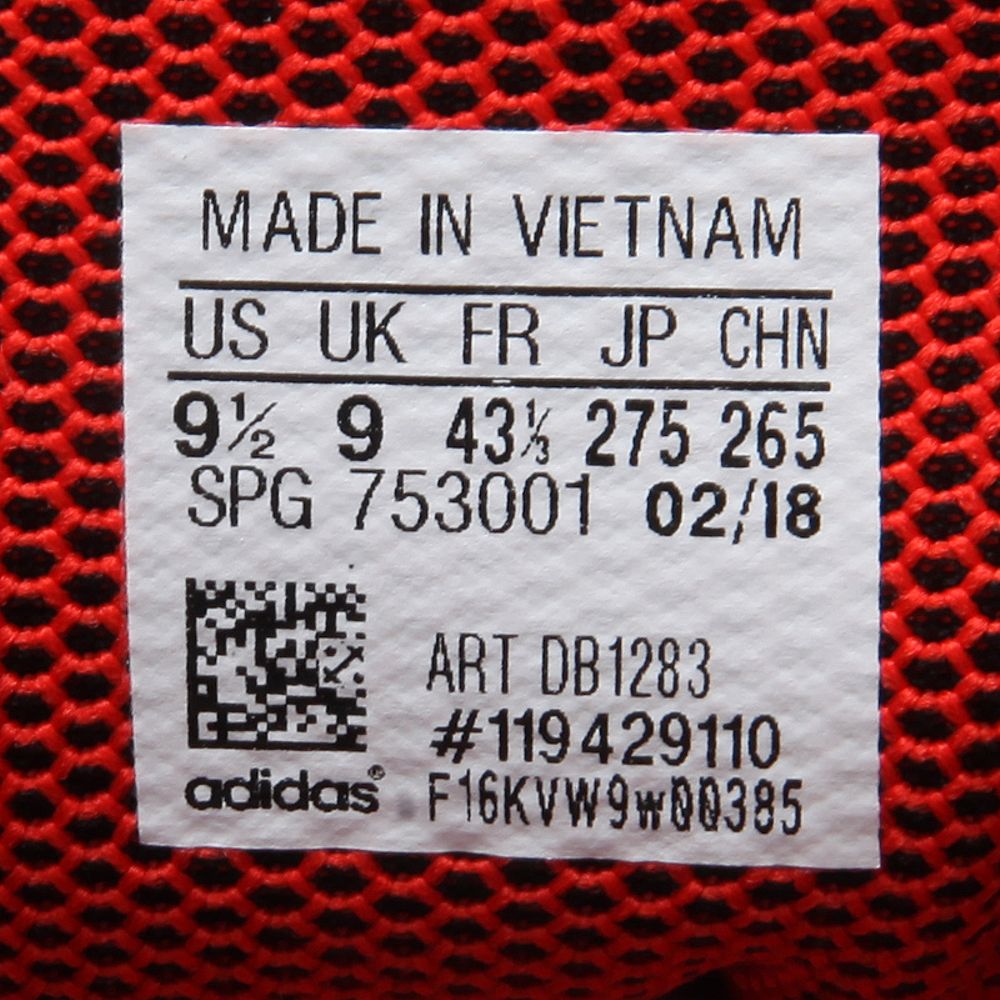 MADE IN VIETNAM
US UK FR JP CHN
9½ 9 43⅓ 275 265
SPG 753001 02/18
ART DB1283
#119429110
adidas®
F16KVW9w00385